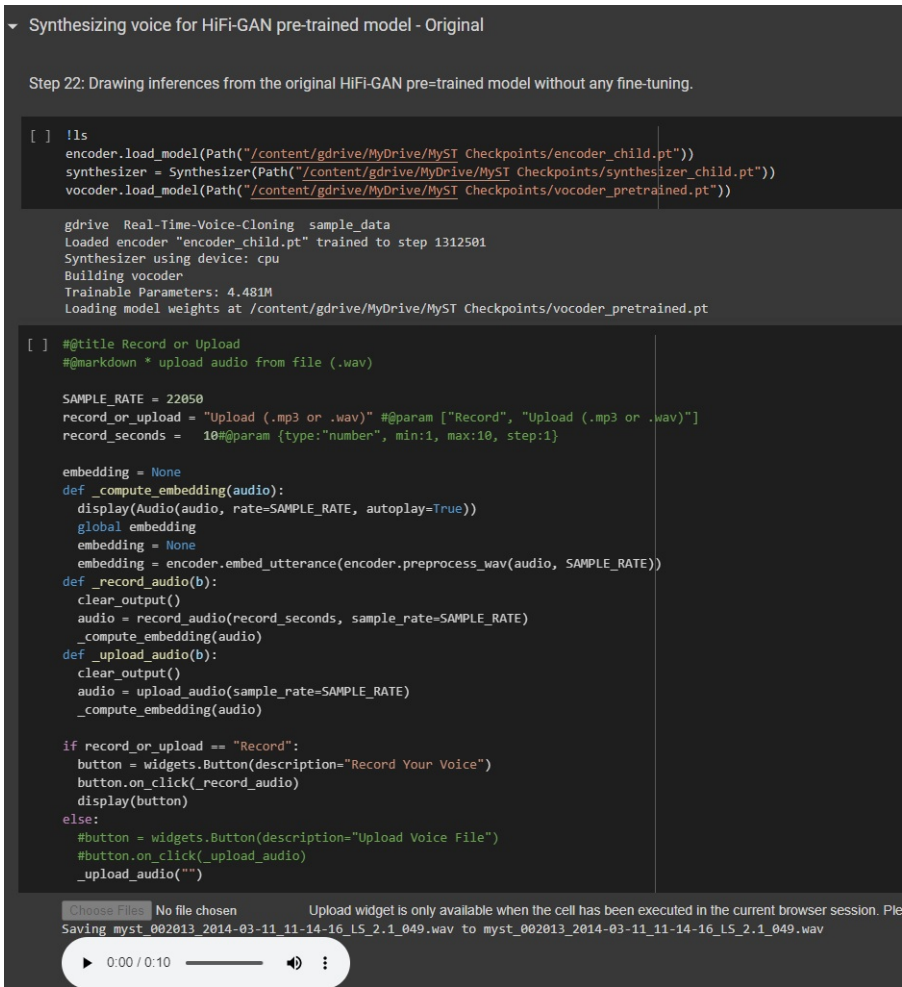 Synthesizing voice for HiFi-GAN pre-trained model - Original
Step 22: Drawing inferences from the original HiFi-GAN pre=trained model without any fine-tuning.
[ ] !ls
encoder.load_model(Path("/content/gdrive/MyDrive/MyST Checkpoints/encoder_child.pt"))
synthesizer = Synthesizer(Path("/content/gdrive/MyDrive/MyST Checkpoints/synthesizer_child.pt"))
vocoder.load_model(Path("/content/gdrive/MyDrive/MyST Checkpoints/vocoder_pretrained.pt"))
gdrive  Real-Time-Voice-Cloning  sample_data
Loaded encoder "encoder_child.pt" trained to step 1312501
Synthesizer using device: cpu
Building vocoder
Trainable Parameters: 4.481M
Loading model weights at /content/gdrive/MyDrive/MyST Checkpoints/vocoder_pretrained.pt
[ ] #@title Record or Upload
#@markdown * upload audio from file (.wav)
SAMPLE_RATE = 22050
record_or_upload = "Upload (.mp3 or .wav)" #@param ["Record", "Upload (.mp3 or .wav)"]
record_seconds =   10#@param {type:"number", min:1, max:10, step:1}
embedding = None
def _compute_embedding(audio):
  display(Audio(audio, rate=SAMPLE_RATE, autoplay=True))
  global embedding
  embedding = None
  embedding = encoder.embed_utterance(encoder.preprocess_wav(audio, SAMPLE_RATE))
def _record_audio(b):
  clear_output()
  audio = record_audio(record_seconds, sample_rate=SAMPLE_RATE)
  _compute_embedding(audio)
def _upload_audio(b):
  clear_output()
  audio = upload_audio(sample_rate=SAMPLE_RATE)
  _compute_embedding(audio)
if record_or_upload == "Record":
  button = widgets.Button(description="Record Your Voice")
  button.on_click(_record_audio)
  display(button)
else:
  #button = widgets.Button(description="Upload Voice File")
  #button.on_click(_upload_audio)
  _upload_audio("")
Choose Files No file chosen Upload widget is only available when the cell has been executed in the current browser session. Ple
Saving myst_002013_2014-03-11_11-14-16_LS_2.1_049.wav to myst_002013_2014-03-11_11-14-16_LS_2.1_049.wav
0:00 / 0:10